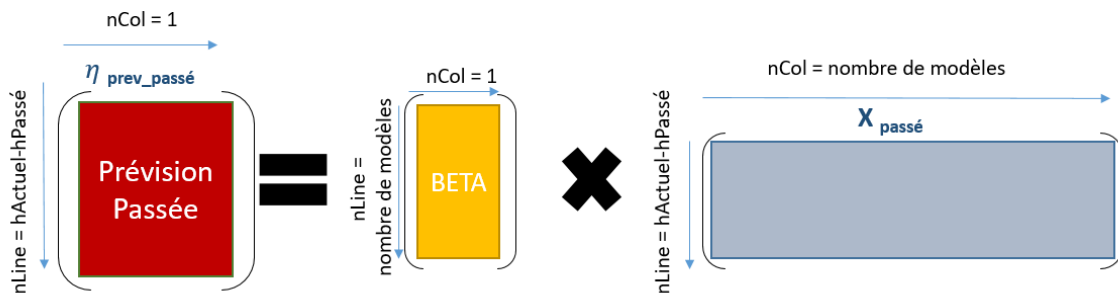 nCol = 1
η prev_passé
nLine = hActuel-hPassé
Prévision
Passée
nCol = 1
nLine =
nombre de modèles
BETA
nCol = nombre de modèles
X passé
nLine = hActuel-hPassé